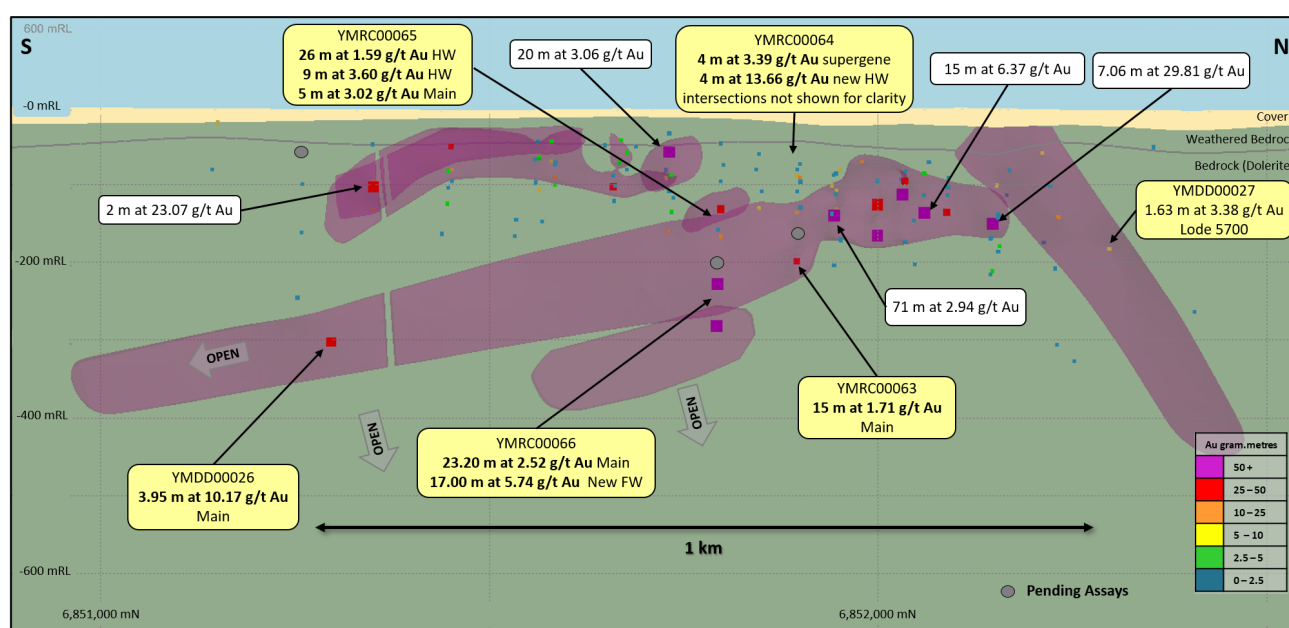 600 mRL
S
N
YMRC00065
26 m at 1.59 g/t Au HW
9 m at 3.60 g/t Au HW
5 m at 3.02 g/t Au Main
20 m at 3.06 g/t Au
YMRC00064
4 m at 3.39 g/t Au supergene
4 m at 13.66 g/t Au new HW
intersections not shown for clarity
15 m at 6.37 g/t Au
7.06 m at 29.81 g/t Au
-0 mRL
Cover
Weathered Bedroc
Bedrock (Dolerite
2 m at 23.07 g/t Au
YMDD00027
1.63 m at 3.38 g/t Au
Lode 5700
-200 mRL
71 m at 2.94 g/t Au
OPEN
YMRC00063
15 m at 1.71 g/t Au
Main
-400 mRL
OPEN
OPEN
YMRC00066
23.20 m at 2.52 g/t Au Main
17.00 m at 5.74 g/t Au New FW
YMDD00026
3.95 m at 10.17 g/t Au
Main
Au gram.metres
50+
25–50
10–25
5 –10
2.5–5
0–2.5
1 km
-600 mRL
Pending Assays
6,851,000 mN
6,852,000 mN